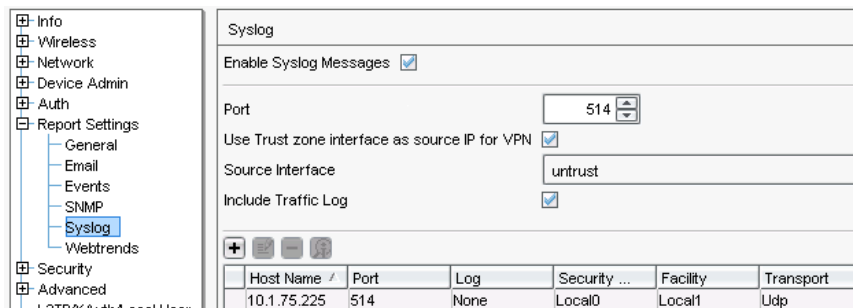 Info
Wireless
Network
Device Admin
Auth
Report Settings
General
Email
Events
SNMP
Syslog
Webtrends
Security
Advanced
Syslog
Enable Syslog Messages
Port
514
Use Trust zone interface as source IP for VPN
Source Interface
untrust
Include Traffic Log
Host Name Port Log Security ... Facility Transport
10.1.75.225 514 None Local0 Local1 Udp